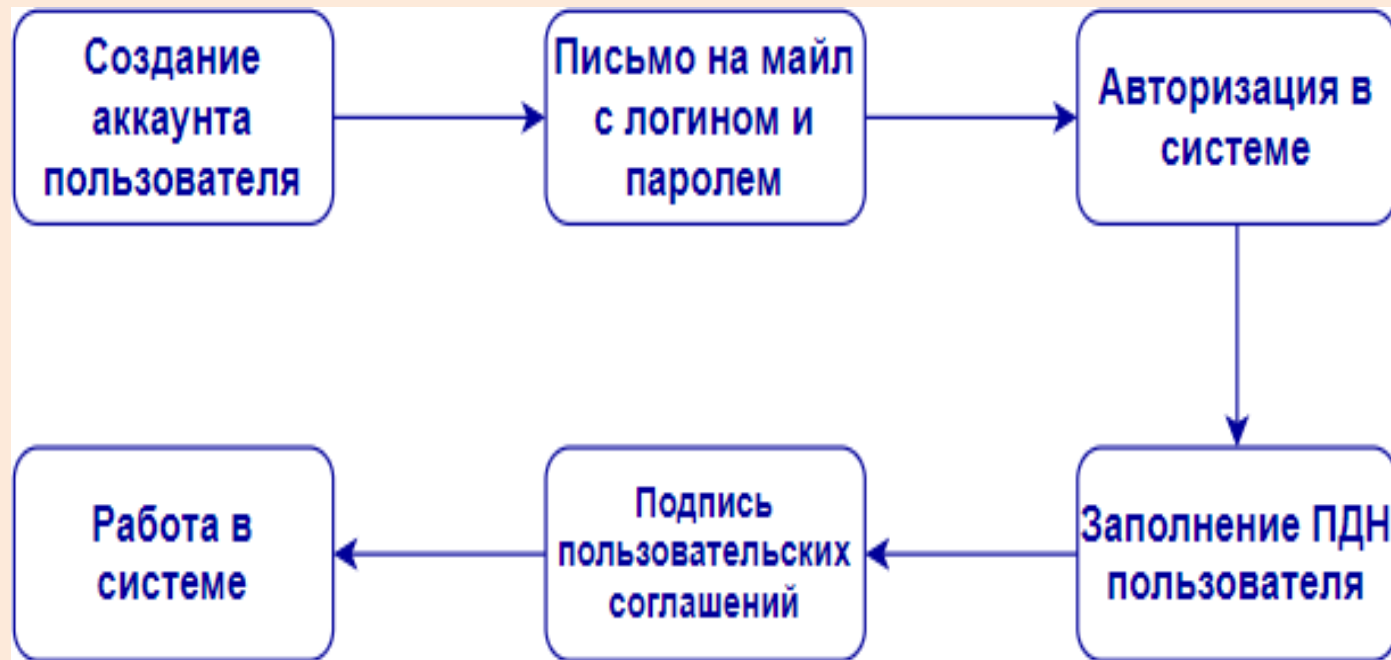 Создание
аккаунта
пользователя
Письмо на майл
с логином и
паролем
Авторизация в
системе
Работа в
системе
Подпись
пользовательских
соглашений
Заполнение ПДН
пользователя